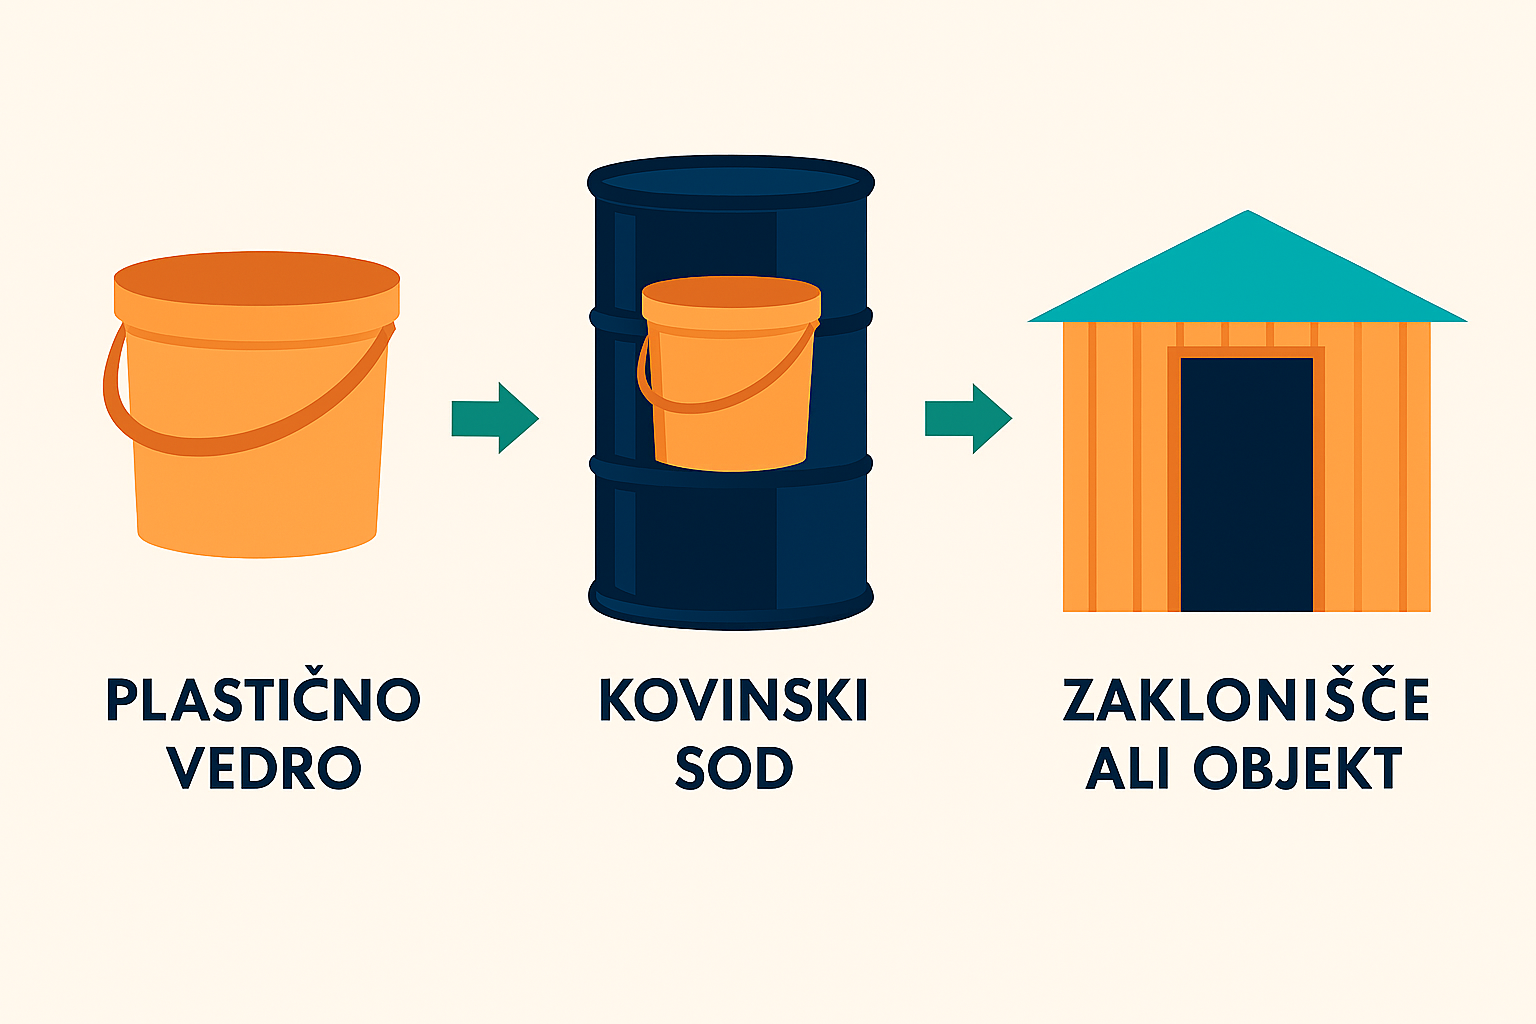 PLASTIČNO
VEDRO
KOVINSKI
SOD
ZAKLONIŠČE
ALI OBJEKT